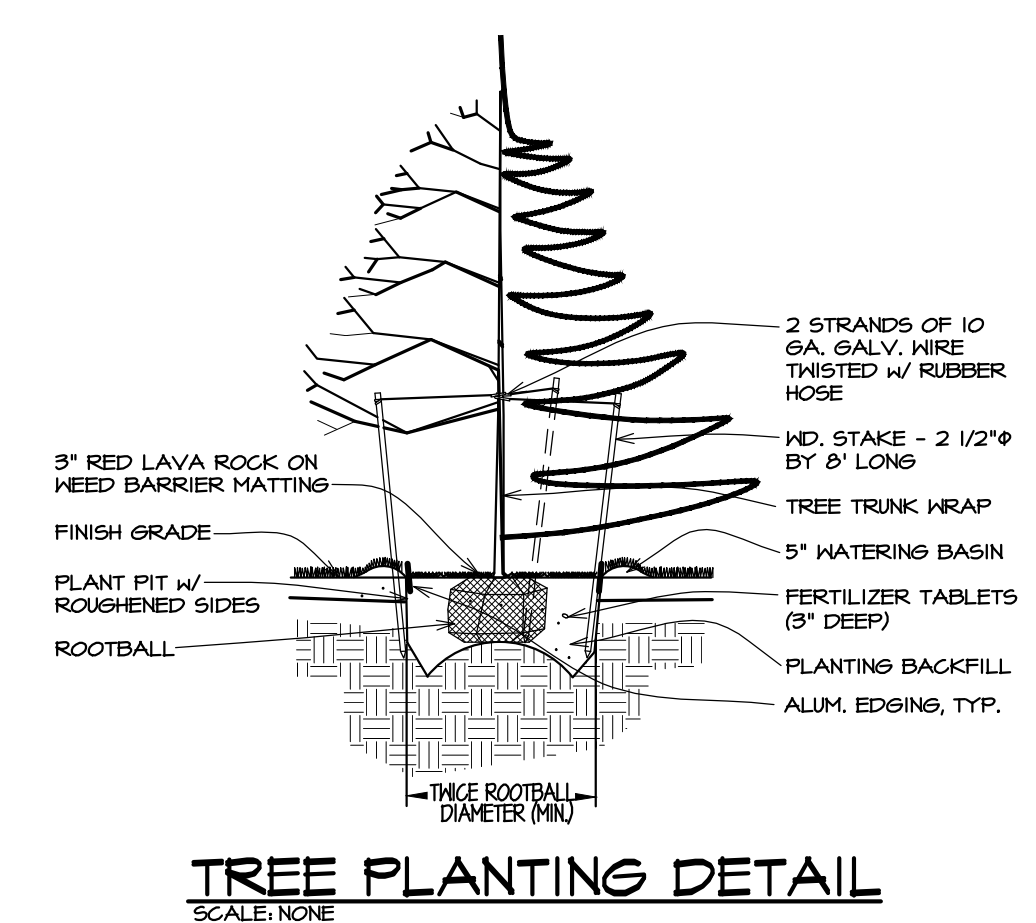 2 STRANDS OF 10
GA. GALV. WIRE
TWISTED w/ RUBBER
HOSE
WD. STAKE - 2 1/2"Φ
BY 8' LONG
TREE TRUNK WRAP
5" WATERING BASIN
FERTILIZER TABLETS
(3" DEEP)
PLANTING BACKFILL
ALUM. EDGING, TYP.
3" RED LAVA ROCK ON
WEED BARRIER MATTING
FINISH GRADE
PLANT PIT w/
ROUGHENED SIDES
ROOTBALL
TWICE ROOTBALL
DIAMETER (MIN.)
TREE PLANTING DETAIL
SCALE: NONE